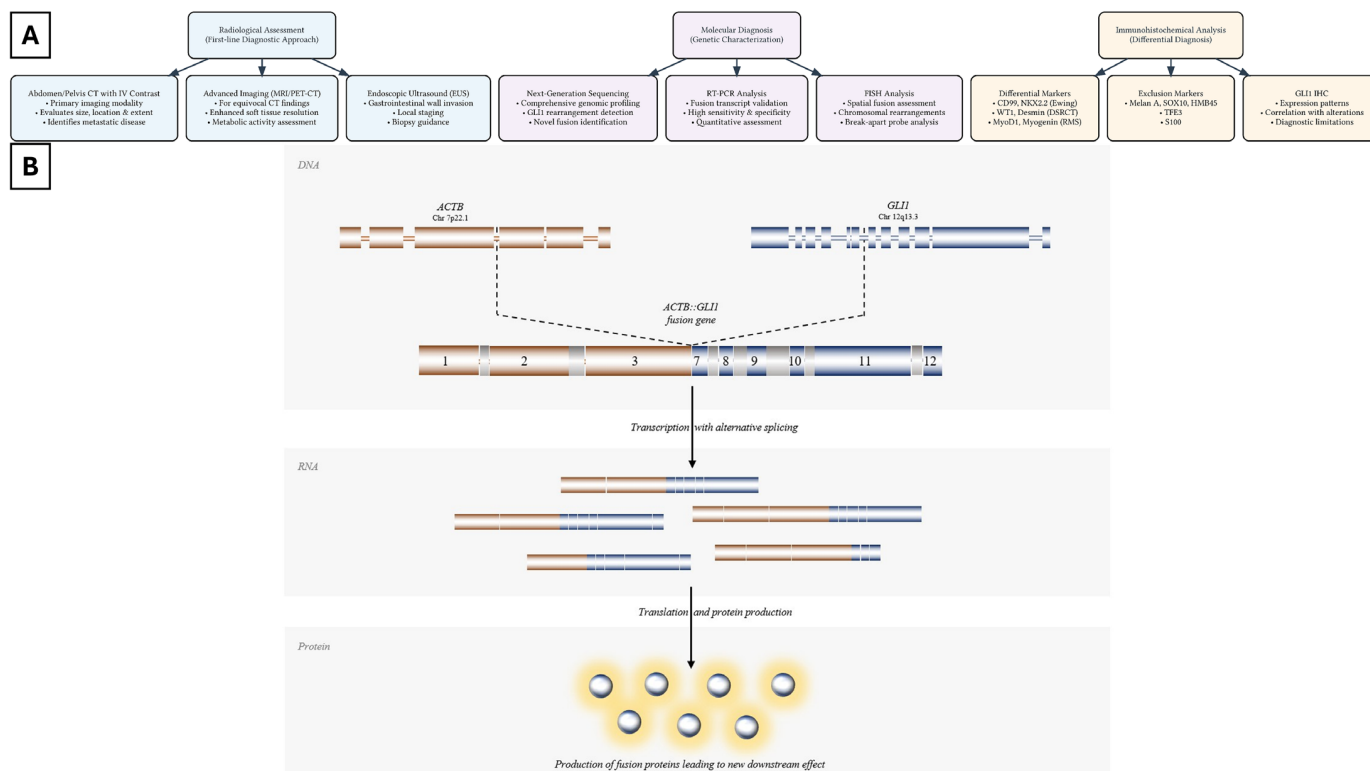 A
Radiological Assessment
(First-line Diagnostic Approach)
Molecular Diagnosis
(Genetic Characterization)
Immunohistochemical Analysis
(Differential Diagnosis)
Abdomen/Pelvis CT with IV Contrast
• Primary imaging modality
• Evaluates size, location & extent
• Identifies metastatic disease
Advanced Imaging (MRI/PET-CT)
• For equivocal CT findings
• Enhanced soft tissue resolution
• Metabolic activity assessment
Endoscopic Ultrasound (EUS)
• Gastrointestinal wall invasion
• Local staging
• Biopsy guidance
Next-Generation Sequencing
• Comprehensive genomic profiling
• GLI1 rearrangement detection
• Novel fusion identification
RT-PCR Analysis
• Fusion transcript validation
• High sensitivity & specificity
• Quantitative assessment
FISH Analysis
• Spatial fusion assessment
• Chromosomal rearrangements
• Break-apart probe analysis
Differential Markers
• CD99, NKX2.2 (Ewing)
• WT1, Desmin (DSRCT)
• MyoD1, Myogenin (RMS)
Exclusion Markers
• Melan A, SOX10, HMB45
• TFE3
• S100
GLI1 IHC
• Expression patterns
• Correlation with alterations
• Diagnostic limitations
B
DNA
ACTB
Chr 7p22.1
GLI1
Chr 12q13.3
ACTB::GLI1
fusion gene
1 2 3 7 8 9 10 11 12
Transcription with alternative splicing
RNA
Translation and protein production
Protein
Production of fusion proteins leading to new downstream effect